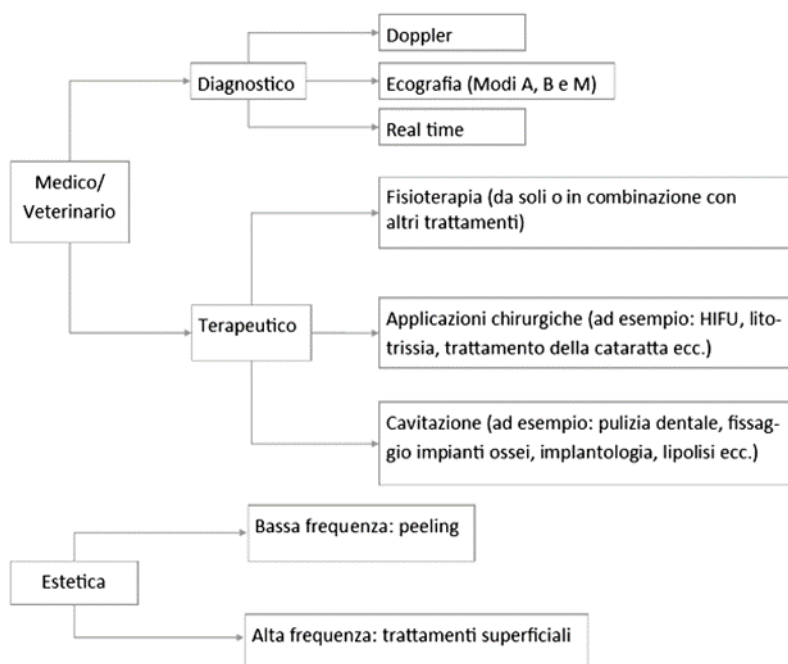 Doppler
Diagnostico
Ecografia (Modi A, B e M)
Real time
Medico/
Veterinario
Fisioterapia (da soli o in combinazione con
altri trattamenti)
Terapeutico
Applicazioni chirurgiche (ad esempio: HIFU, lito-
trissia, trattamento della cataratta ecc.)
Cavitazione (ad esempio: pulizia dentale, fissag-
gio impianti ossei, implantologia, lipolisi ecc.)
Bassa frequenza: peeling
Estetica
Alta frequenza: trattamenti superficiali